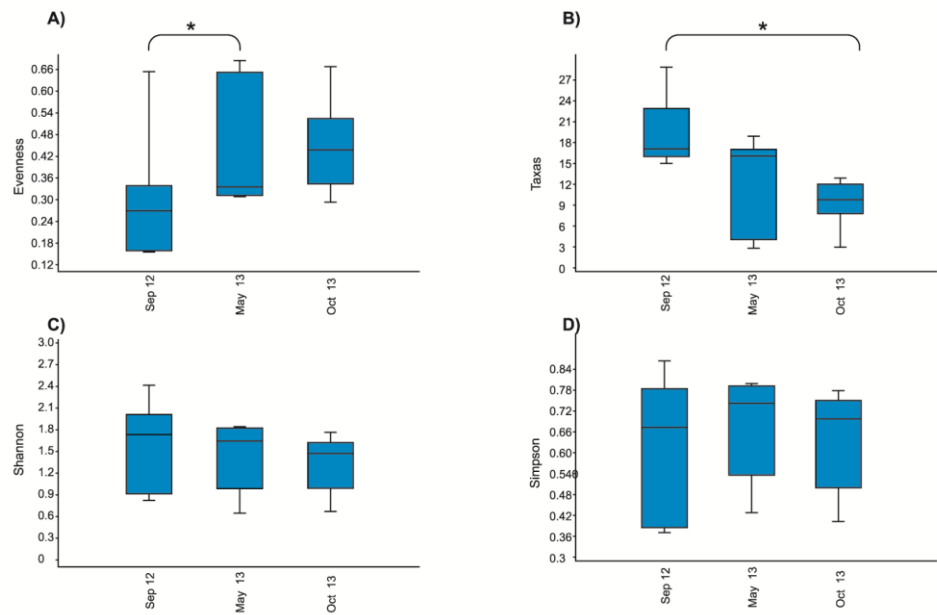 A)
*
Evenness
0.66
0.60
0.54
0.48
0.42
0.36
0.30
0.24
0.18
0.12
Sep 12
May 13
Oct 13
B)
*
Taxas
27
24
21
18
15
12
9
6
3
0
Sep 12
May 13
Oct 13
C)
Shannon
3.0
2.7
2.4
2.1
1.8
1.5
1.2
0.9
0.6
0.3
0
Sep 12
May 13
Oct 13
D)
Simpson
0.84
0.78
0.72
0.66
0.60
0.540
0.48
0.42
0.36
0.3
Sep 12
May 13
Oct 13